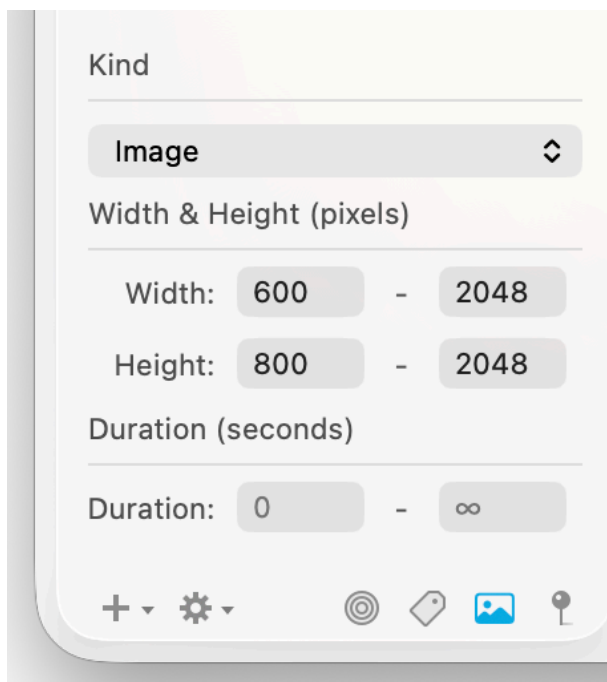 Kind
Image
Width & Height (pixels)
Width: 600 - 2048
Height: 800 - 2048
Duration (seconds)
Duration: 0 - ∞